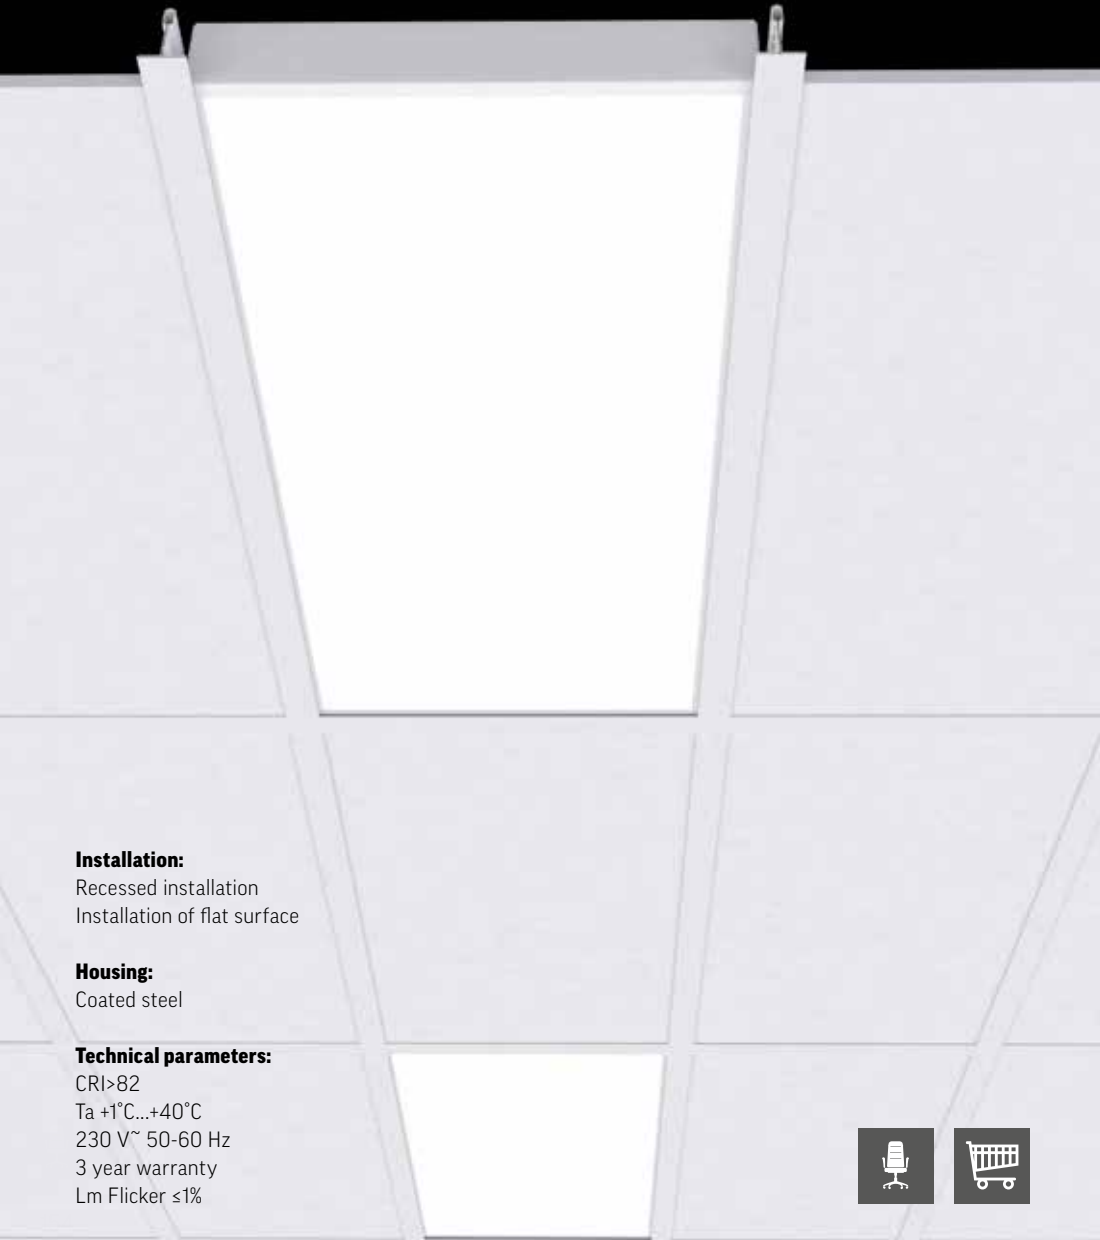 Installation:
Recessed installation
Installation of flat surface
Housing:
Coated steel
Technical parameters:
CRI>82
Ta +1˚C...+40˚C
230 V~ 50-60 Hz
3 year warranty
Lm Flicker ≤1%